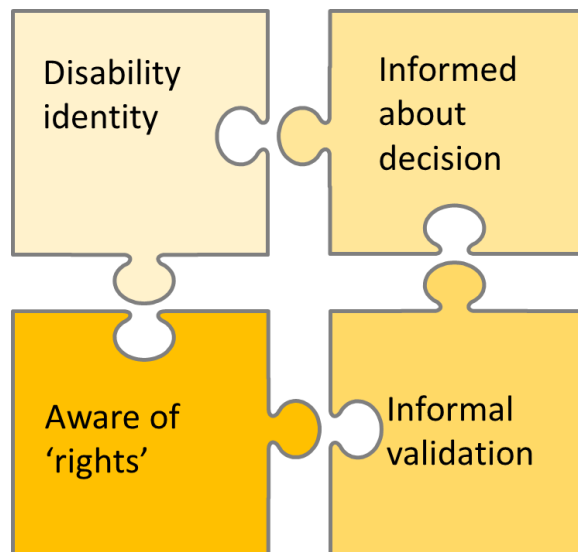 Disability
identity
Informed
about
decision
Aware of
‘rights’
Informal
validation